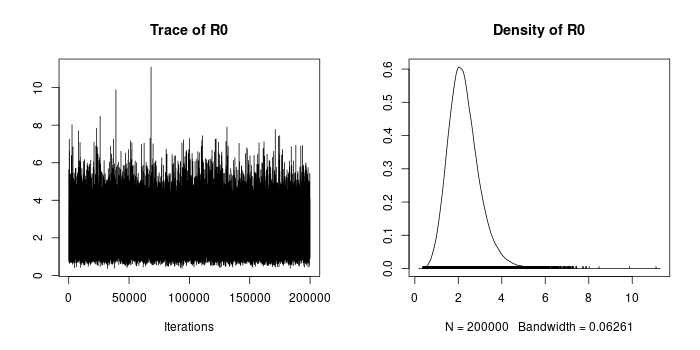 Trace of R0
10
8
6
4
2
0
0 50000 100000 150000 200000
Iterations
Density of R0
0.6
0.5
0.4
0.3
0.2
0.1
0.0
0 2 4 6 8 10
N = 200000 Bandwidth = 0.06261